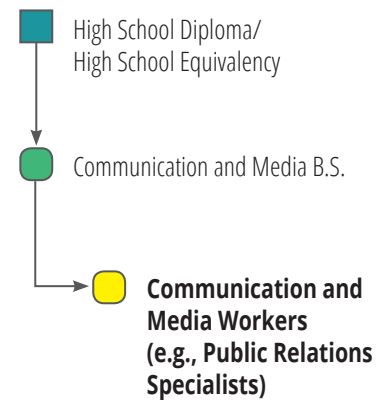 High School Diploma/
High School Equivalency
Communication and Media B.S.
Communication and
Media Workers
(e.g., Public Relations
Specialists)